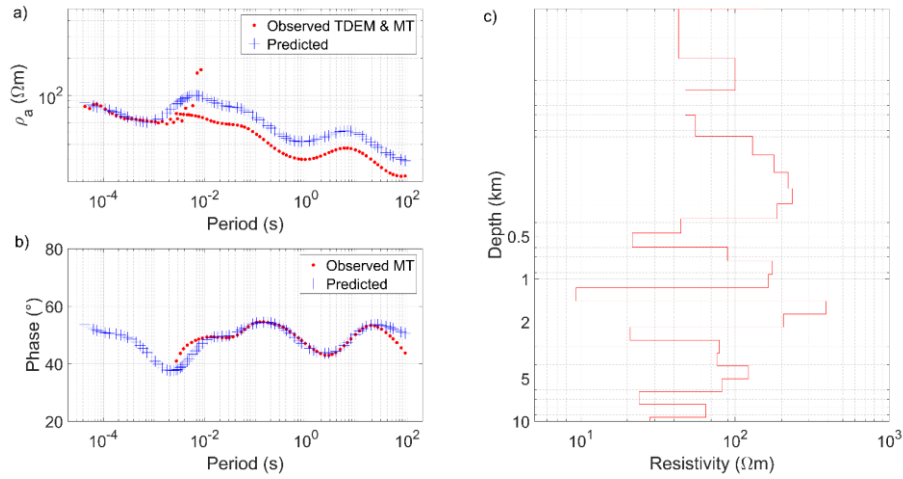 a)
ρa (Ωm)
10²
Observed TDEM & MT
Predicted
10⁻⁴
10⁻²
10⁰
10²
Period (s)
b)
Phase (°)
80
60
40
20
Observed MT
Predicted
10⁻⁴
10⁻²
10⁰
10²
Period (s)
c)
Depth (km)
0.5
1
2
5
10
10¹
10²
10³
Resistivity (Ωm)